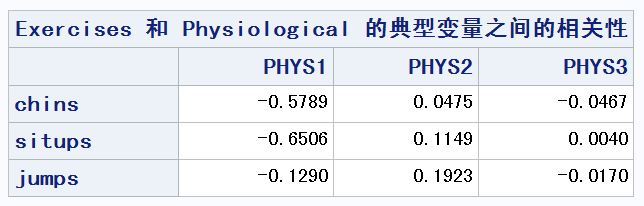 Exercises 和 Physiological 的典型变量之间的相关性
PHYS1 PHYS2 PHYS3
chins -0.5789 0.0475 -0.0467
situps -0.6506 0.1149 0.0040
jumps -0.1290 0.1923 -0.0170